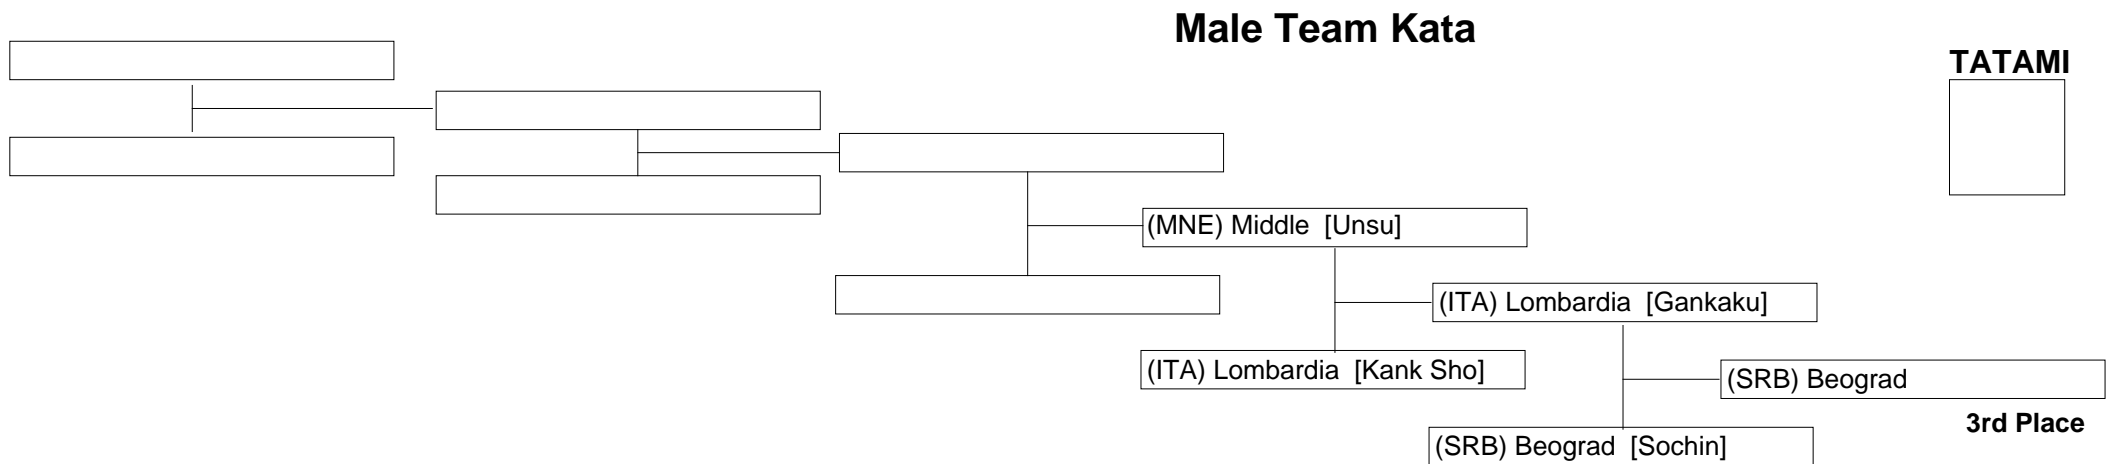 Male Team Kata
TATAMI
(MNE) Middle [Unsu]
(ITA) Lombardia [Gankaku]
(ITA) Lombardia [Kank Sho]
(SRB) Beograd
3rd Place
(SRB) Beograd [Sochin]